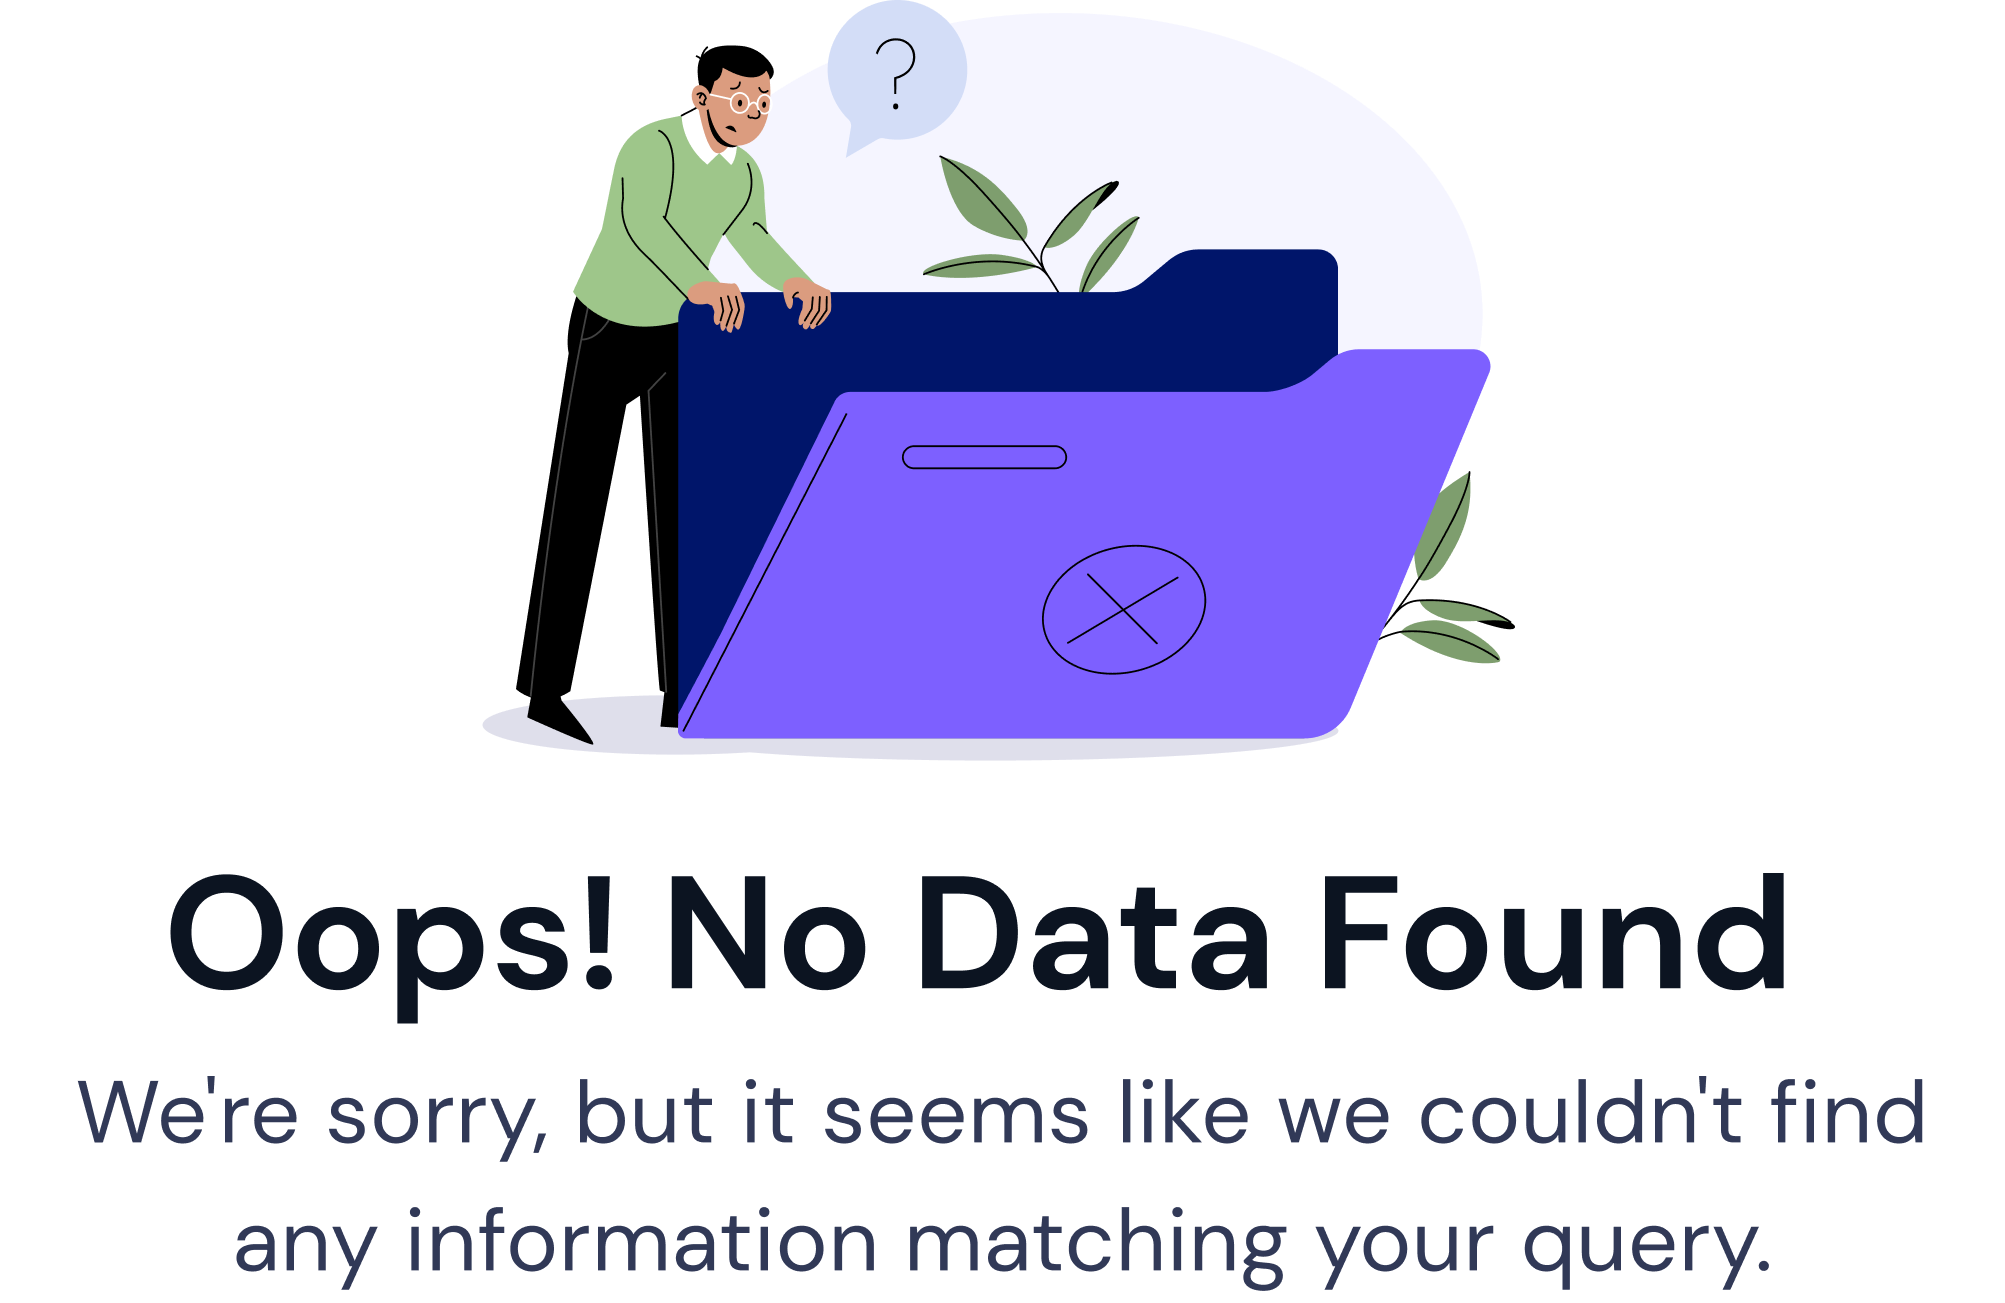 ?
Oops! No Data Found
We're sorry, but it seems like we couldn't find
any information matching your query.